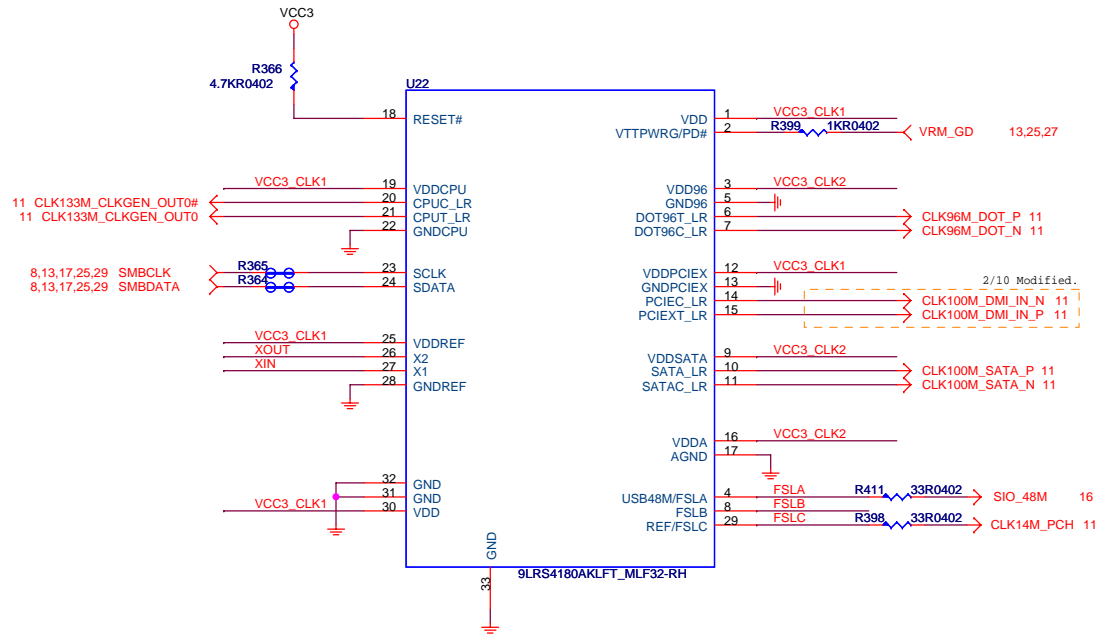 VCC3
R366
4.7KR0402
U22
18 RESET#
VDD 1 VCC3_CLK1
VTTPWRG/PD# 2 R399 1KR0402 VRM_GD 13,25,27
VCC3_CLK1 19 VDDCPU
11 CLK133M_CLKGEN_OUT0# 20 CPUC_LR
11 CLK133M_CLKGEN_OUT0 21 CPUT_LR
22 GNDCPU
VDD96 3 VCC3_CLK2
GND96 5
DOT96T_LR 6 CLK96M_DOT_P 11
DOT96C_LR 7 CLK96M_DOT_N 11
8,13,17,25,29 SMBCLK R365 23 SCLK
8,13,17,25,29 SMBDATA R364 24 SDATA
VDDPCIEX 12 VCC3_CLK1
GNDPCIEX 13
2/10 Modified.
PCIEC_LR 14 CLK100M_DMI_IN_N 11
PCIEXT_LR 15 CLK100M_DMI_IN_P 11
VCC3_CLK1 25 VDDREF
XOUT 26 X2
XIN 27 X1
28 GNDREF
VDDSATA 9 VCC3_CLK2
SATA_LR 10 CLK100M_SATA_P 11
SATAC_LR 11 CLK100M_SATA_N 11
VDDA 16 VCC3_CLK2
AGND 17
32 GND
31 GND
VCC3_CLK1 30 VDD
USB48M/FSLA 4 FSLA R411 33R0402 SIO_48M 16
FSLB 8 FSLB
REF/FSLC 29 FSLC R398 33R0402 CLK14M_PCH 11
GND
33
9LRS4180AKLFT_MLF32-RH